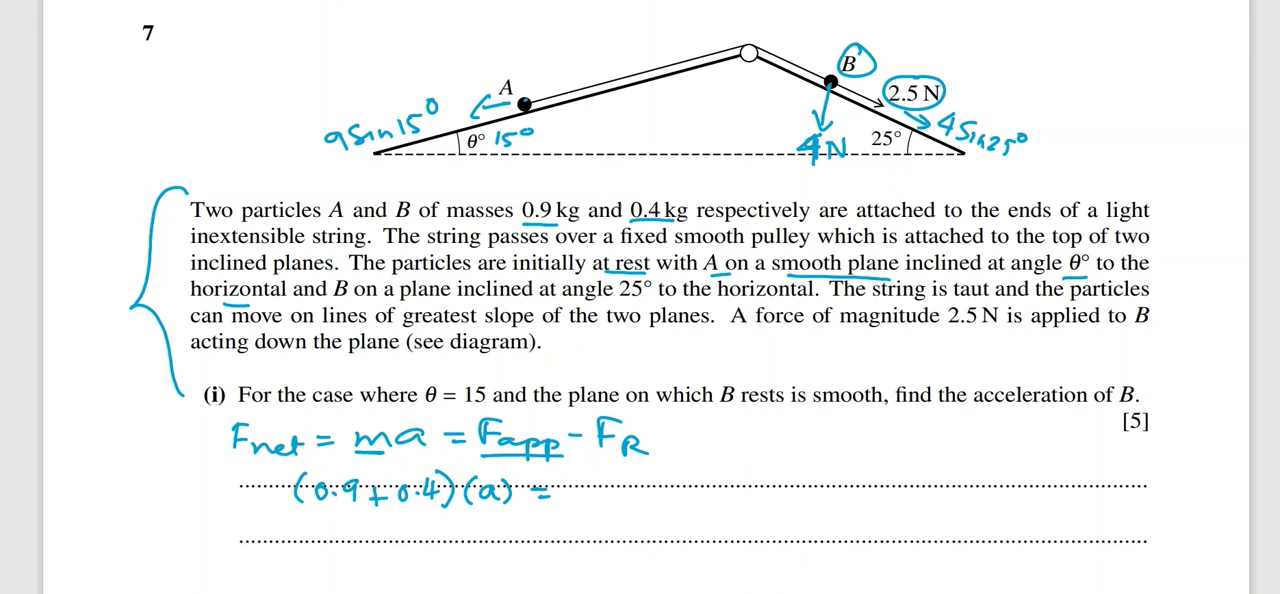 7
A
B
2.5 N
9 Sin 15°
θ° 15°
4N
25°
4 Sin 25°
Two particles A and B of masses 0.9 kg and 0.4 kg respectively are attached to the ends of a light
inextensible string. The string passes over a fixed smooth pulley which is attached to the top of two
inclined planes. The particles are initially at rest with A on a smooth plane inclined at angle θ° to the
horizontal and B on a plane inclined at angle 25° to the horizontal. The string is taut and the particles
can move on lines of greatest slope of the two planes. A force of magnitude 2.5 N is applied to B
acting down the plane (see diagram).
(i) For the case where θ = 15 and the plane on which B rests is smooth, find the acceleration of B.
[5]
Fnet = ma = Fapp - FR
(0.9 + 0.4)(a) =